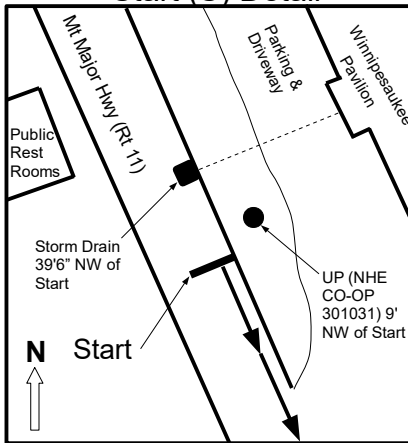 Start (S) Detail
Mt Major Hwy (Rt 11)
Parking &
Driveway
Winnipesaukee
Pavilion
Public
Rest
Rooms
Storm Drain
39'6” NW of
Start
UP (NHE
CO-OP
301031) 9'
NW of Start
Start
N